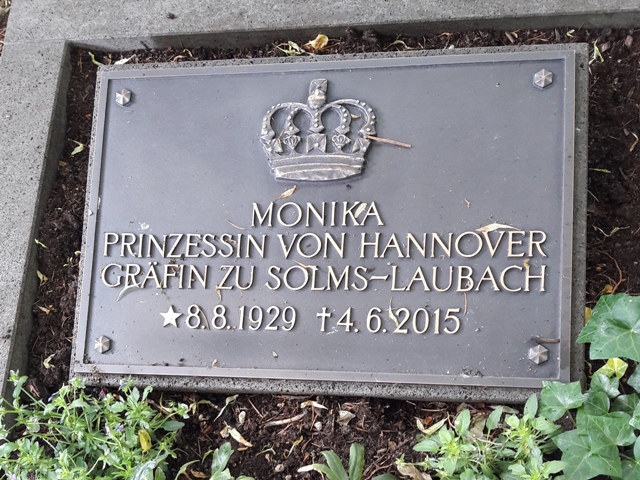 MONIKA
PRINZESSIN VON HANNOVER
GRÄFIN ZU SOLMS-LAUBACH
★8.8.1929 †4.6.2015